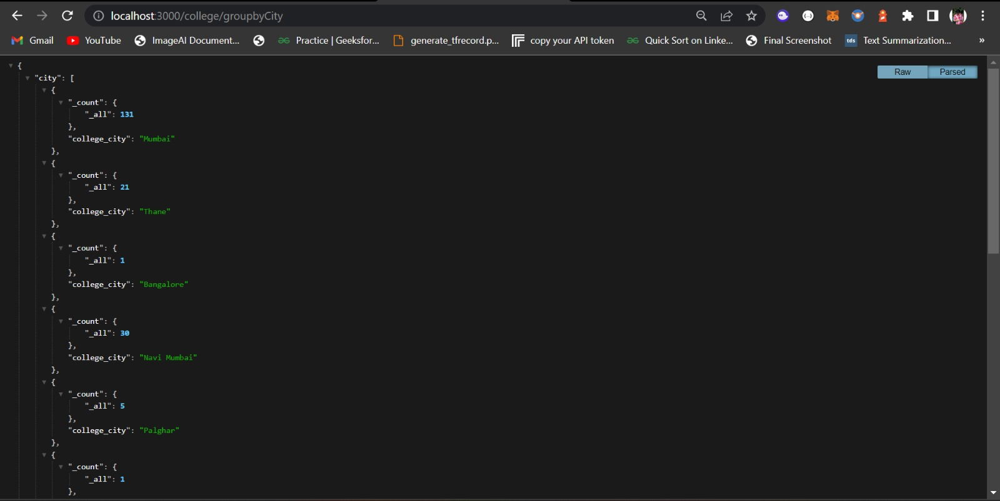 localhost:3000/college/groupbyCity
Gmail YouTube ImageAI Document... Practice | Geeksfor... generate_tfrecord.p... copy your API token Quick Sort on Linke... Final Screenshot tds Text Summarization... »
Raw Parsed
{
"city": [
{
"_count": {
"_all": 131
},
"college_city": "Mumbai"
},
{
"_count": {
"_all": 21
},
"college_city": "Thane"
},
{
"_count": {
"_all": 1
},
"college_city": "Bangalore"
},
{
"_count": {
"_all": 30
},
"college_city": "Navi Mumbai"
},
{
"_count": {
"_all": 5
},
"college_city": "Palghar"
},
{
"_count": {
"_all": 1
},